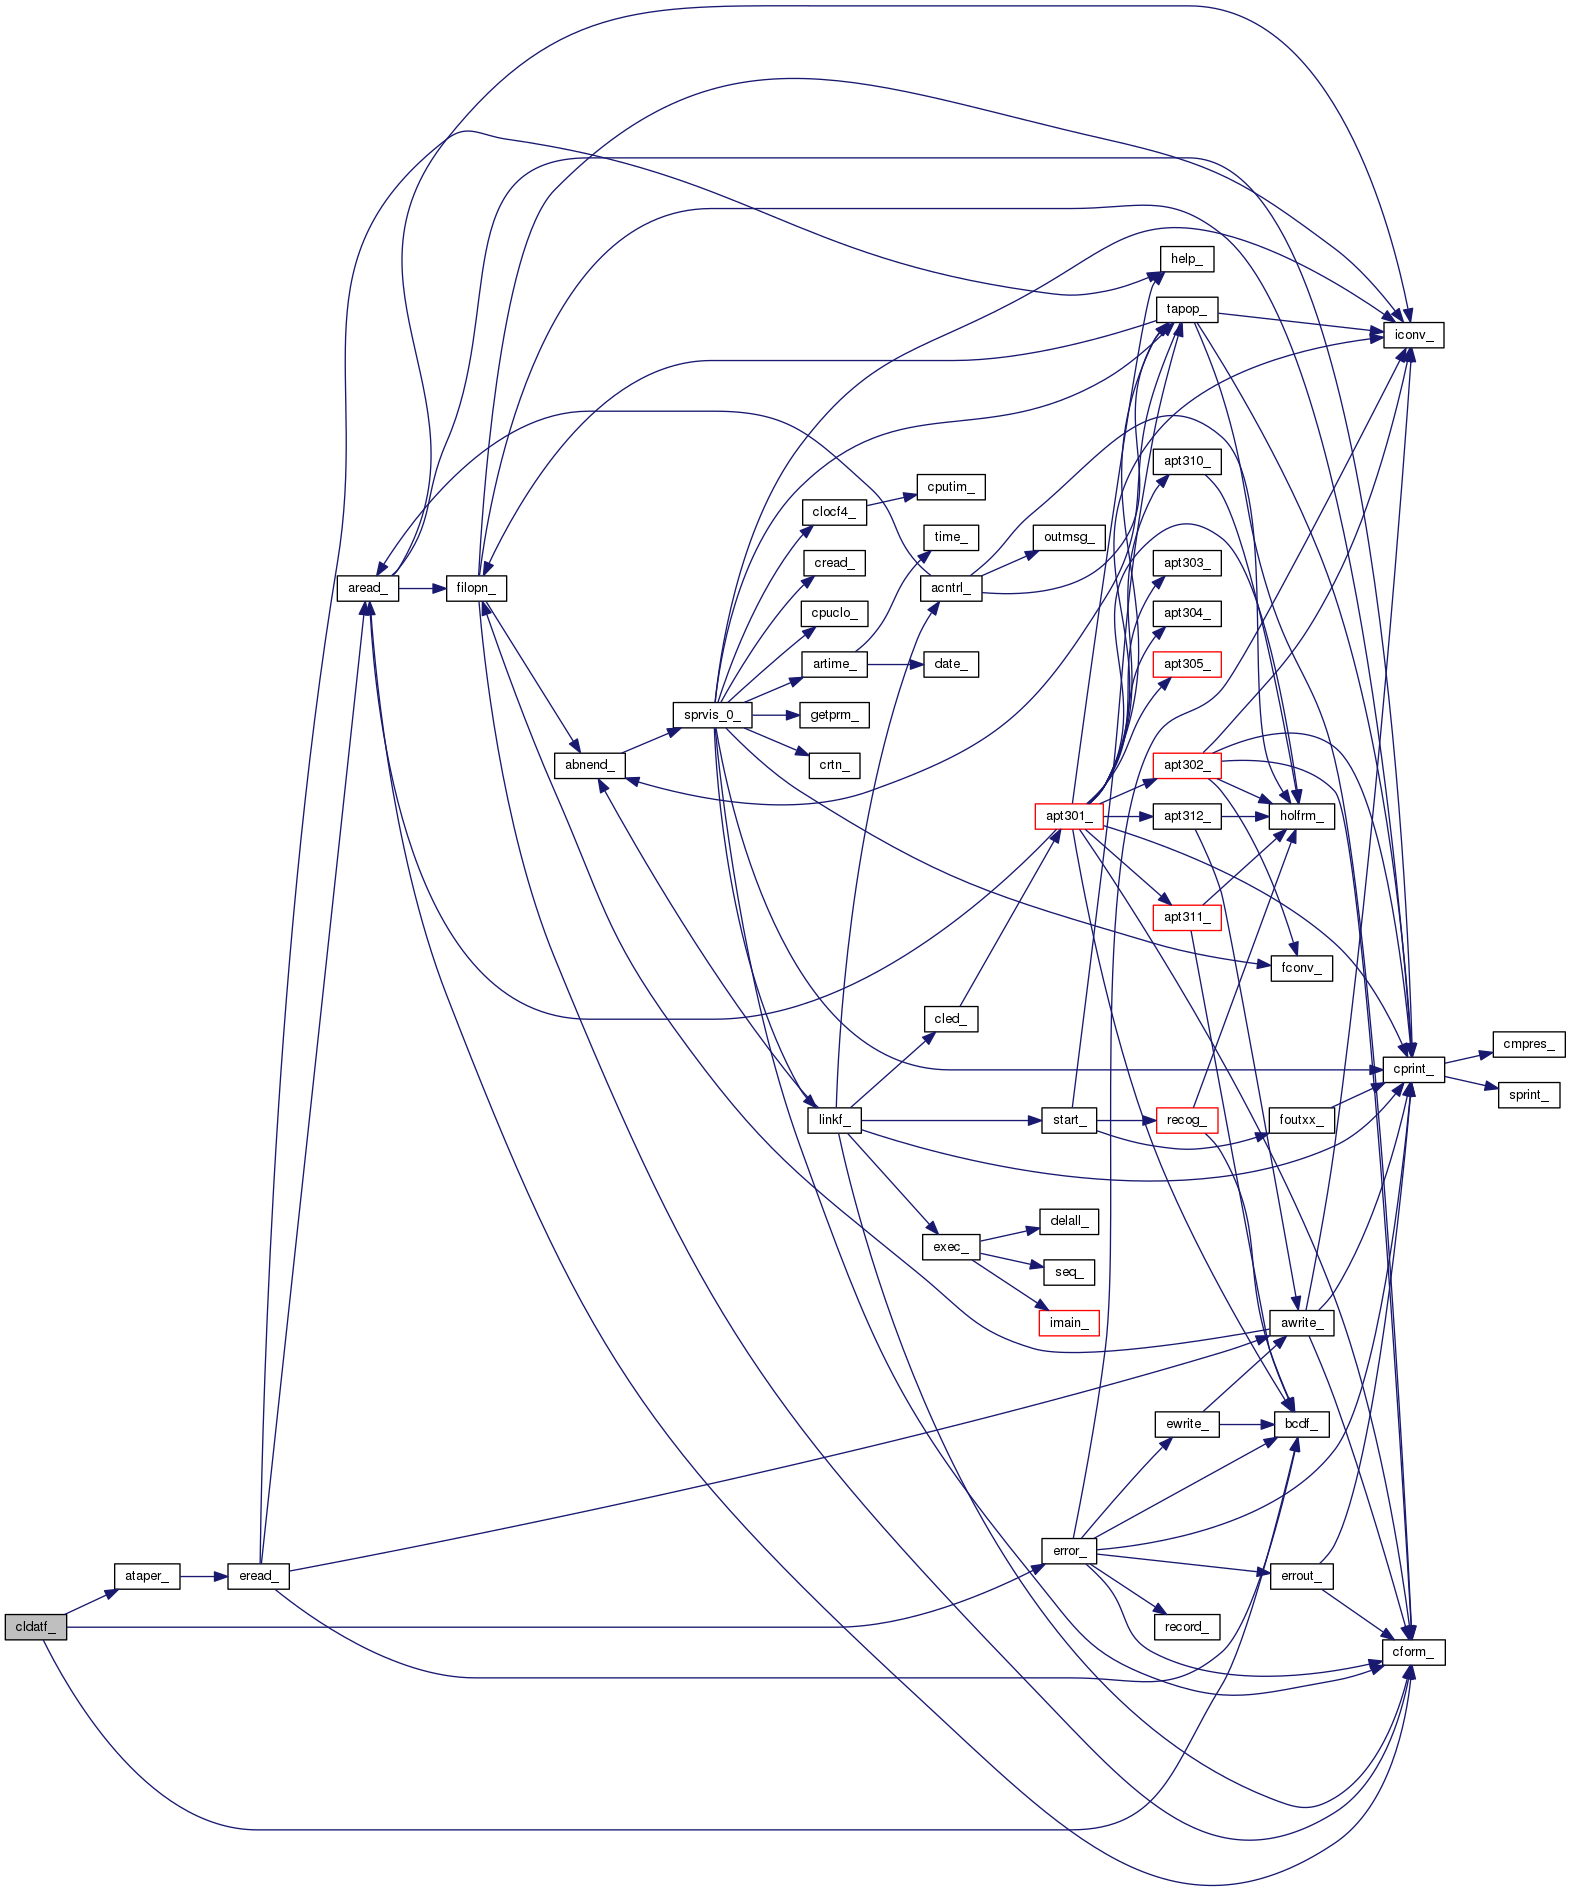 help_
tapop_
iconv_
apt310_
cputim_
clocf4_
time_
outmsg_
cread_
apt303_
aread_
filopn_
acntrl_
cpuclo_
apt304_
artime_
date_
apt305_
sprvis_0_
getprm_
abnend_
crtn_
apt302_
apt301_
apt312_
holfrm_
apt311_
fconv_
cled_
cmpres_
cprint_
sprint_
linkf_
start_
recog_
foutxx_
delall_
exec_
seq_
imain_
awrite_
ewrite_
bcdf_
error_
ataper_
eread_
errout_
cldatf_
record_
cform_